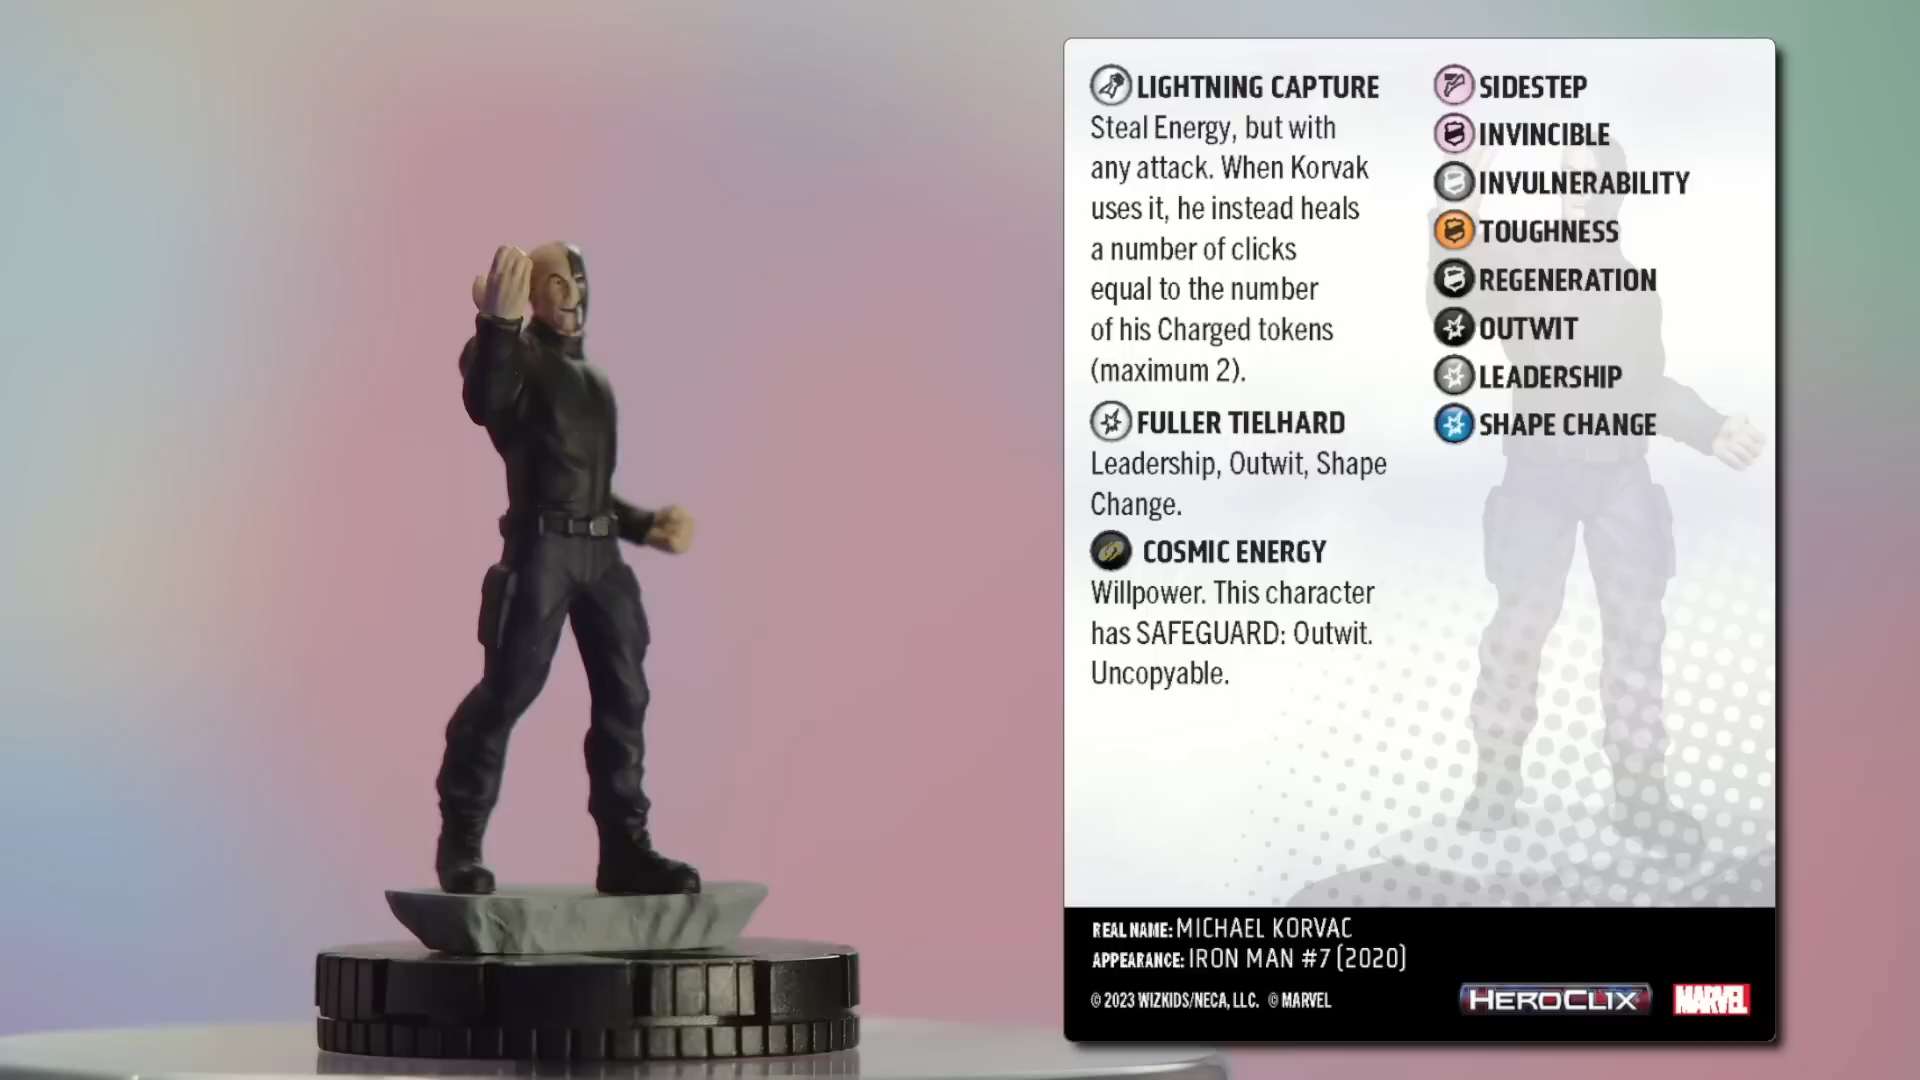 LIGHTNING CAPTURE
Steal Energy, but with
any attack. When Korvak
uses it, he instead heals
a number of clicks
equal to the number
of his Charged tokens
(maximum 2).
FULLER TIELHARD
Leadership, Outwit, Shape
Change.
COSMIC ENERGY
Willpower. This character
has SAFEGUARD: Outwit.
Uncopyable.
SIDESTEP
INVINCIBLE
INVULNERABILITY
TOUGHNESS
REGENERATION
OUTWIT
LEADERSHIP
SHAPE CHANGE
REAL NAME: MICHAEL KORVAC
APPEARANCE: IRON MAN #7 (2020)
© 2023 WIZKIDS/NECA, LLC. © MARVEL
HEROCLIX
MARVEL